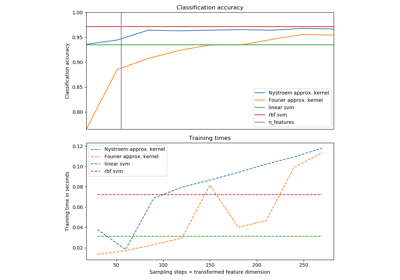 Classification accuracy
1.00
0.95
0.90
0.85
0.80
Classification accuracy
Nystroem approx. kernel
Fourier approx. kernel
linear svm
rbf svm
n_features
Training times
0.12
0.10
0.08
0.06
0.04
0.02
Training time in seconds
Nystroem approx. kernel
Fourier approx. kernel
linear svm
rbf svm
50
100
150
200
250
Sampling steps = transformed feature dimension